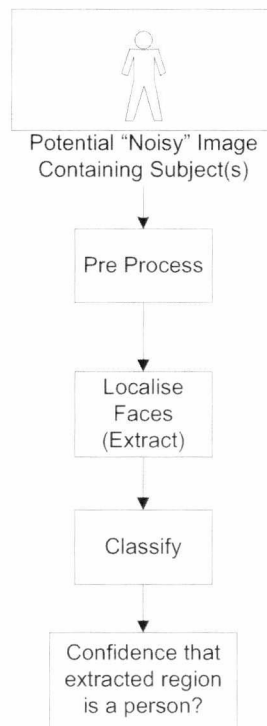 Potential “Noisy” Image
Containing Subject(s)
Pre Process
Localise
Faces
(Extract)
Classify
Confidence that
extracted region
is a person?